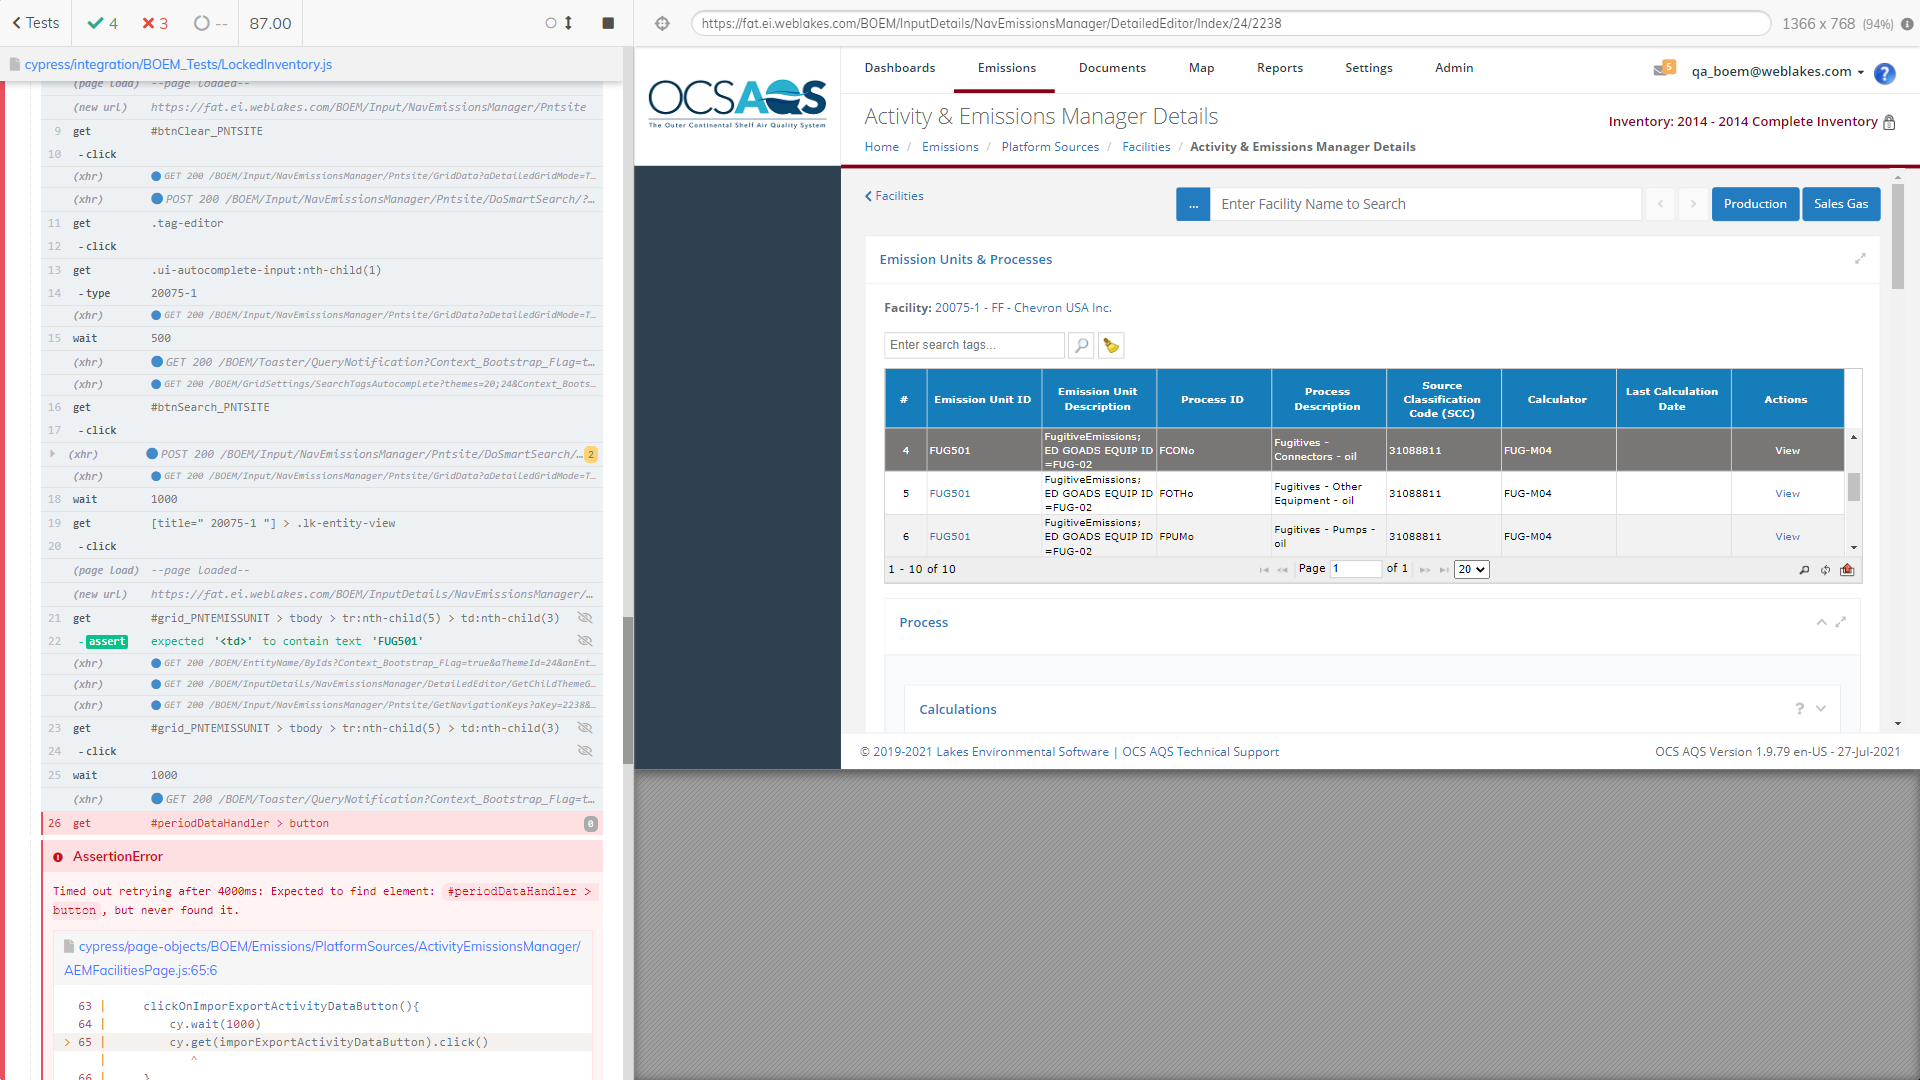 Tests
4
3
--
87.00
cypress/integration/BOEM_Tests/LockedInventory.js
(page load) --page loaded--
(new url) https://fat.ei.weblakes.com/BOEM/Input/NavEmissionsManager/Pntsite
9 get #btnClear_PNTSITE
10 -click
(xhr) GET 200 /BOEM/Input/NavEmissionsManager/Pntsite/GridData?aDetailedGridMode=T...
(xhr) POST 200 /BOEM/Input/NavEmissionsManager/Pntsite/DoSmartSearch/?...
11 get .tag-editor
12 -click
13 get .ui-autocomplete-input:nth-child(1)
14 -type 20075-1
(xhr) GET 200 /BOEM/Input/NavEmissionsManager/Pntsite/GridData?aDetailedGridMode=T...
15 wait 500
(xhr) GET 200 /BOEM/Toaster/QueryNotification?Context_Bootstrap_Flag=t...
(xhr) GET 200 /BOEM/GridSettings/SearchTagsAutocomplete?themes=20;24&Context_Boots...
16 get #btnSearch_PNTSITE
17 -click
(xhr) POST 200 /BOEM/Input/NavEmissionsManager/Pntsite/DoSmartSearch/... 2
(xhr) GET 200 /BOEM/Input/NavEmissionsManager/Pntsite/GridData?aDetailedGridMode=T...
18 wait 1000
19 get [title=" 20075-1 "] > .lk-entity-view
20 -click
(page load) --page loaded--
(new url) https://fat.ei.weblakes.com/BOEM/InputDetails/NavEmissionsManager/...
21 get #grid_PNTEMISSUNIT > tbody > tr:nth-child(5) > td:nth-child(3)
22 -assert expected '<td>' to contain text 'FUG501'
(xhr) GET 200 /BOEM/EntityName/ByIds?Context_Bootstrap_Flag=true&aThemeId=24&anEnt...
(xhr) GET 200 /BOEM/InputDetails/NavEmissionsManager/DetailedEditor/GetChildThemeG...
(xhr) GET 200 /BOEM/Input/NavEmissionsManager/Pntsite/GetNavigationKeys?aKey=2238&...
23 get #grid_PNTEMISSUNIT > tbody > tr:nth-child(5) > td:nth-child(3)
24 -click
25 wait 1000
(xhr) GET 200 /BOEM/Toaster/QueryNotification?Context_Bootstrap_Flag=t...
26 get #periodDataHandler > button 0
AssertionError
Timed out retrying after 4000ms: Expected to find element: #periodDataHandler >
button, but never found it.
cypress/page-objects/BOEM/Emissions/PlatformSources/ActivityEmissionsManager/
AEMFacilitiesPage.js:65:6
63 | clickOnImporExportActivityDataButton(){
64 | cy.wait(1000)
> 65 | cy.get(imporExportActivityDataButton).click()
| ^
66 | }
https://fat.ei.weblakes.com/BOEM/InputDetails/NavEmissionsManager/DetailedEditor/Index/24/2238
1366 x 768 (94%)
OCSAQS
The Outer Continental Shelf Air Quality System
Dashboards Emissions Documents Map Reports Settings Admin
5 qa_boem@weblakes.com ?
Activity & Emissions Manager Details
Inventory: 2014 - 2014 Complete Inventory
Home / Emissions / Platform Sources / Facilities / Activity & Emissions Manager Details
Facilities
... Enter Facility Name to Search
Production Sales Gas
Emission Units & Processes
Facility: 20075-1 - FF - Chevron USA Inc.
Enter search tags...
# Emission Unit ID Emission Unit Description Process ID Process Description Source Classification Code (SCC) Calculator Last Calculation Date Actions
4 FUG501 FugitiveEmissions; ED GOADS EQUIP ID =FUG-02 FCONo Fugitives - Connectors - oil 31088811 FUG-M04 View
5 FUG501 FugitiveEmissions; ED GOADS EQUIP ID =FUG-02 FOTHo Fugitives - Other Equipment - oil 31088811 FUG-M04 View
6 FUG501 FugitiveEmissions; ED GOADS EQUIP ID =FUG-02 FPUMo Fugitives - Pumps - oil 31088811 FUG-M04 View
1 - 10 of 10 Page 1 of 1 20
Process
Calculations
?
© 2019-2021 Lakes Environmental Software | OCS AQS Technical Support
OCS AQS Version 1.9.79 en-US - 27-Jul-2021